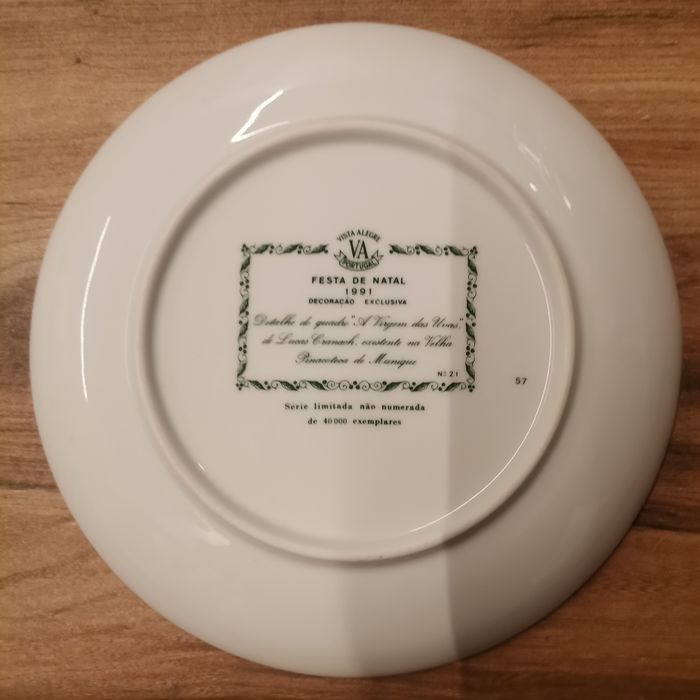 VISTA ALEGRE
VA
PORTUGAL
FESTA DE NATAL
1991
DECORAÇÃO EXCLUSIVA
Detalhe do quadro "A Virgem das Uvas,"
de Lucas Cranach, existente na Velha
Pinacoteca de Munique
Nº 21
57
Serie limitada não numerada
de 40000 exemplares